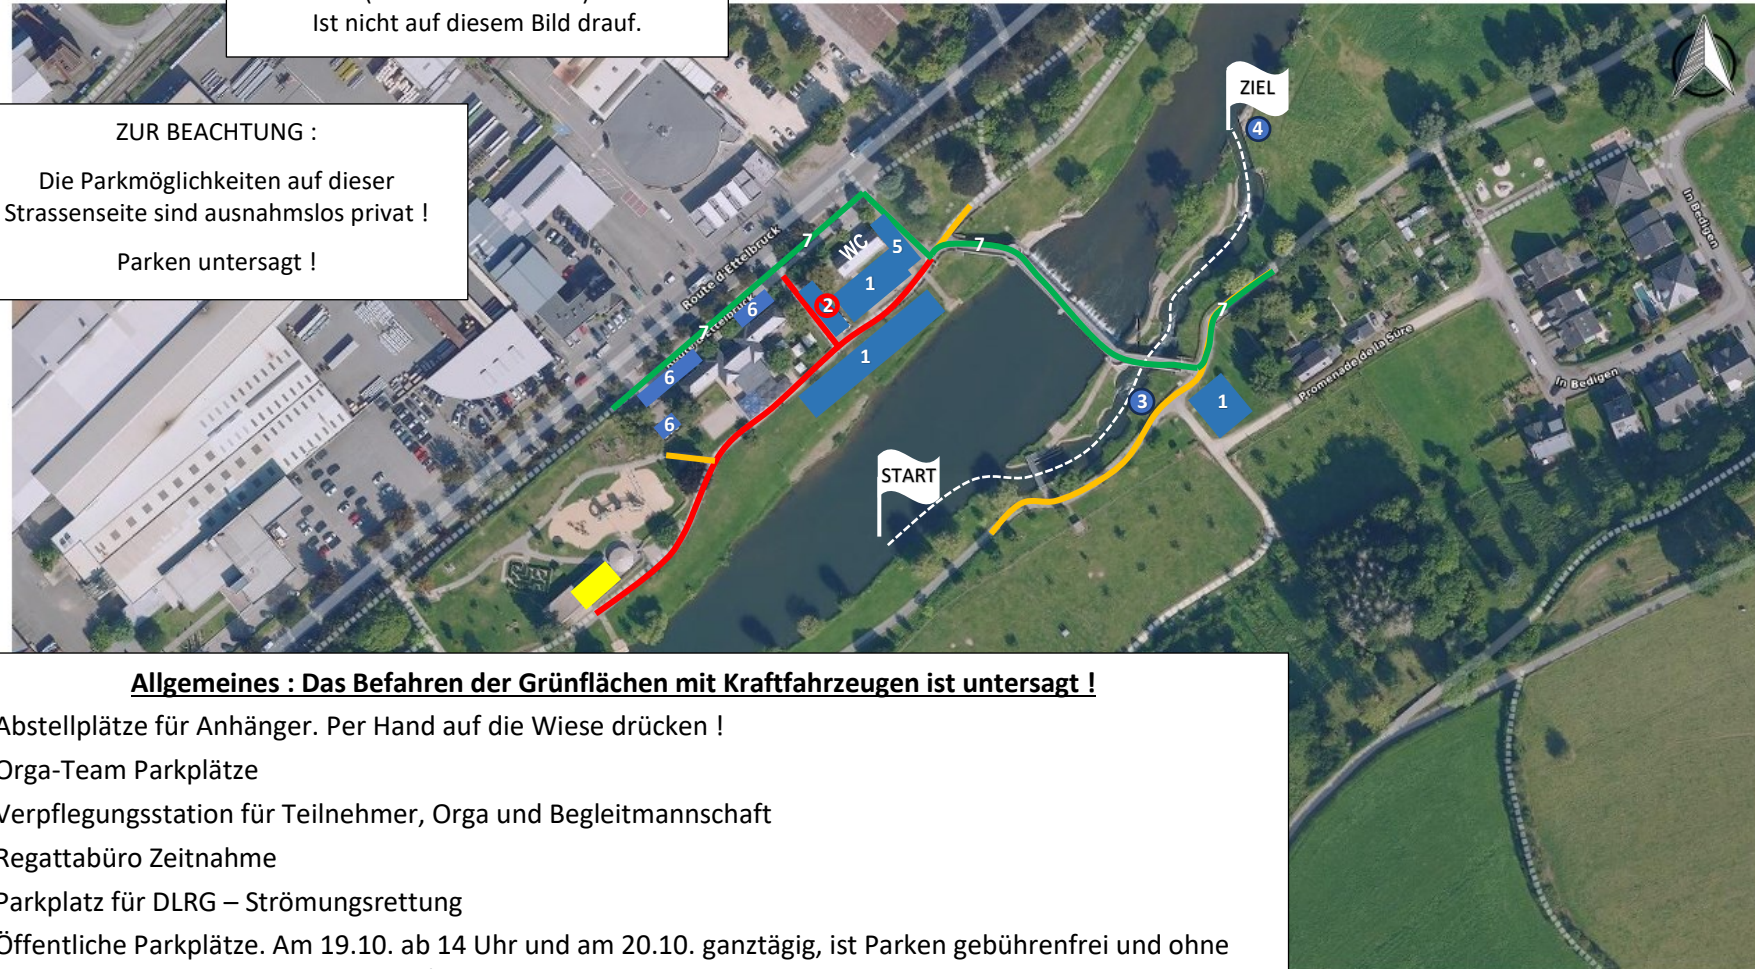 Ist nicht auf diesem Bild drauf.
ZIEL
4
ZUR BEACHTUNG :
Die Parkmöglichkeiten auf dieser
Strassenseite sind ausnahmslos privat !
Parken untersagt !
In Bedigen
Route d'Ettelbruck
7
WC
5
7
1
2
6
7
7
1
6
Promenade de la Sûre
In Bedigen
3
1
6
START
Allgemeines : Das Befahren der Grünflächen mit Kraftfahrzeugen ist untersagt !
Abstellplätze für Anhänger. Per Hand auf die Wiese drücken !
Orga-Team Parkplätze
Verpflegungsstation für Teilnehmer, Orga und Begleitmannschaft
Regattabüro Zeitnahme
Parkplatz für DLRG – Strömungsrettung
Öffentliche Parkplätze. Am 19.10. ab 14 Uhr und am 20.10. ganztägig, ist Parken gebührenfrei und ohne